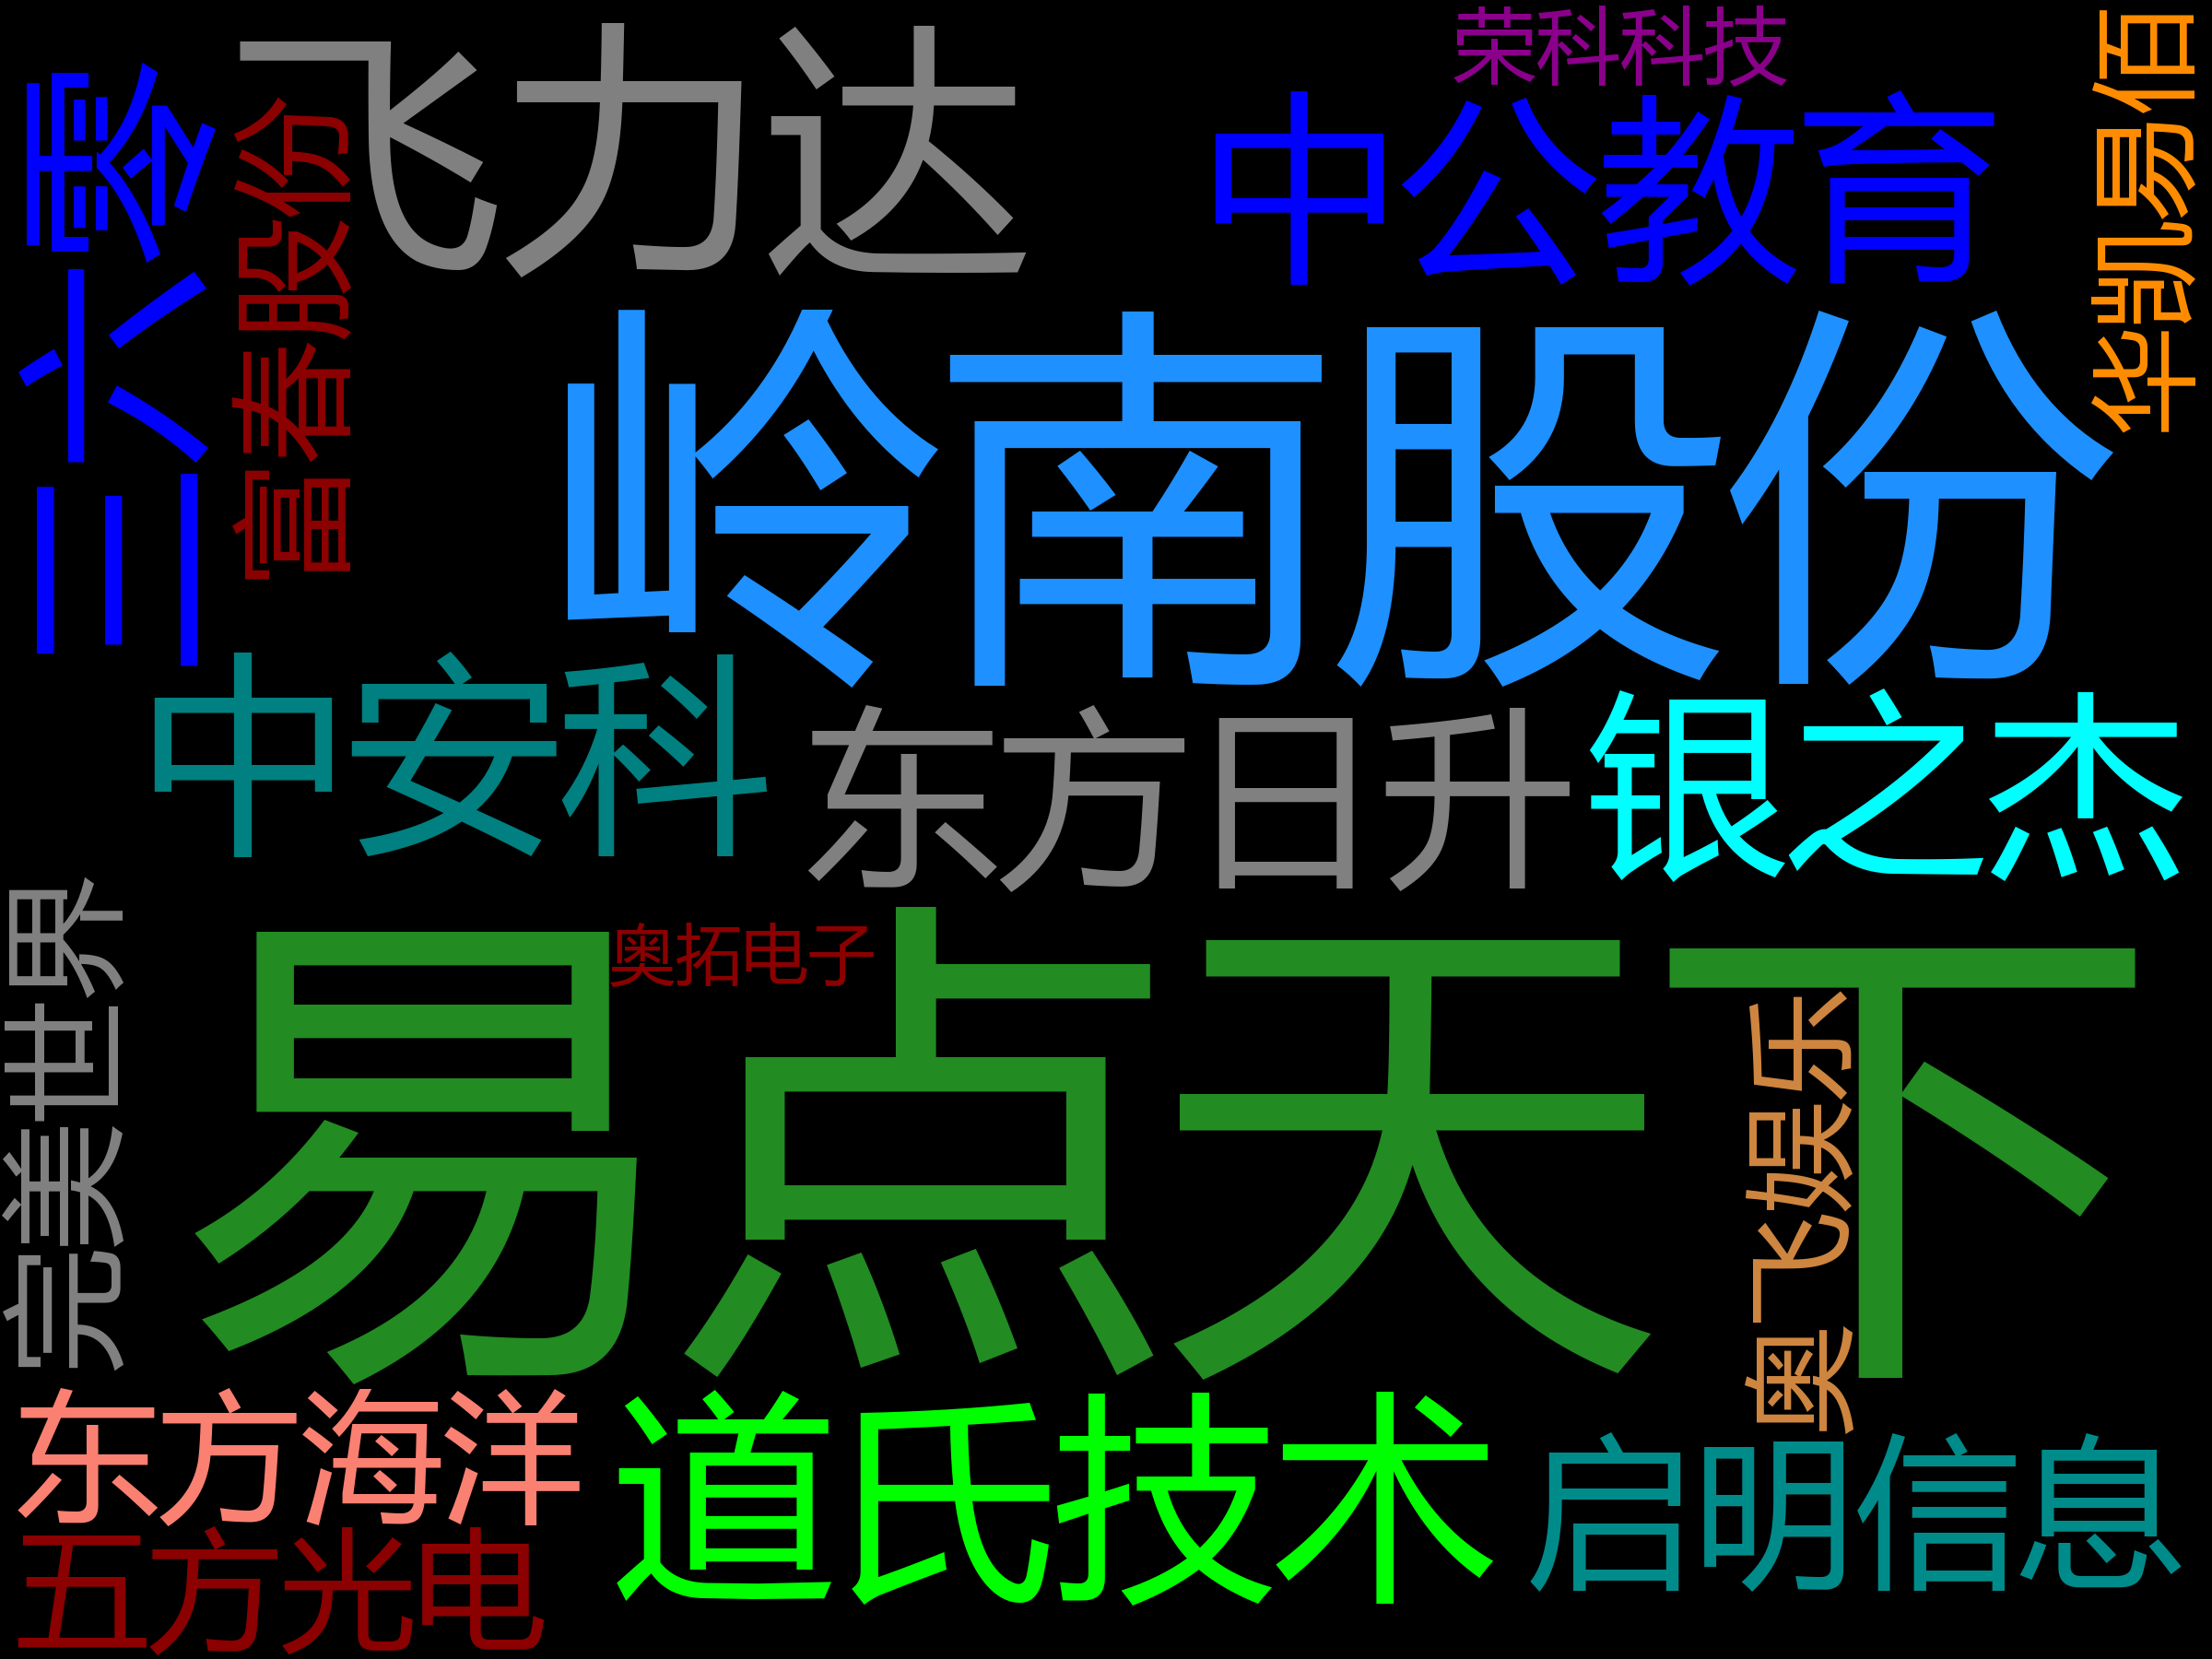 荣科科技
飞力达
中公教育
华凯易佰
三六零
富春股份
岭南股份
中安科
东方日升
银之杰
完美世界
奥拓电子
易点天下
奥飞娱乐
东方海洋
道氏技术
启明信息
五方光电